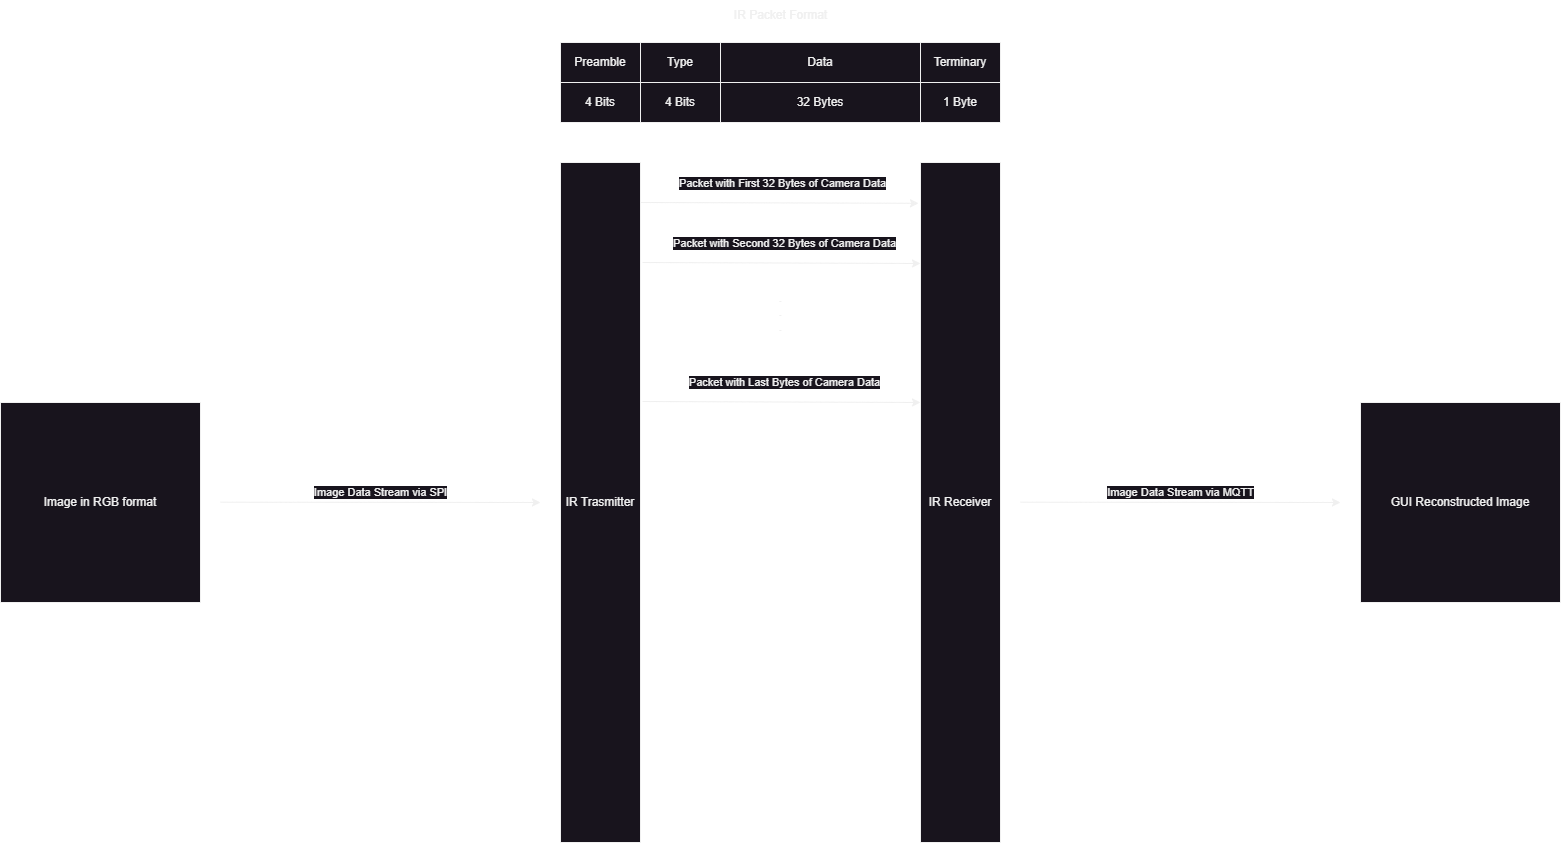 IR Packet Format
Preamble
Type
Data
Terminary
4 Bits
4 Bits
32 Bytes
1 Byte
Packet with First 32 Bytes of Camera Data
Packet with Second 32 Bytes of Camera Data
.
.
.
Packet with Last Bytes of Camera Data
Image in RGB format
Image Data Stream via SPI
IR Trasmitter
IR Receiver
Image Data Stream via MQTT
GUI Reconstructed Image